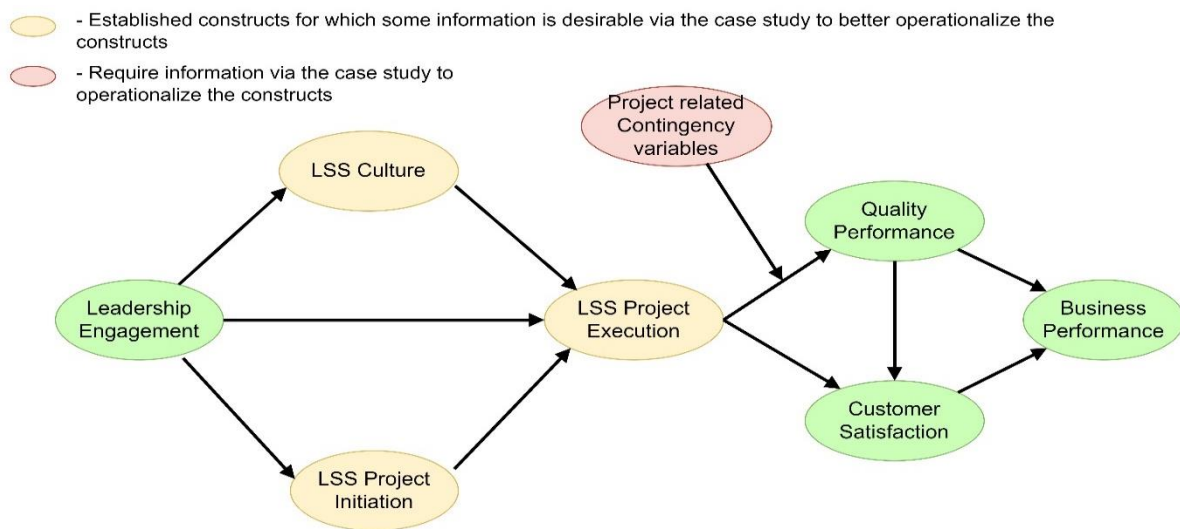 - Established constructs for which some information is desirable via the case study to better operationalize the
constructs
- Require information via the case study to
operationalize the constructs
Project related
Contingency
variables
LSS Culture
Quality
Performance
Leadership
Engagement
LSS Project
Execution
Business
Performance
Customer
Satisfaction
LSS Project
Initiation